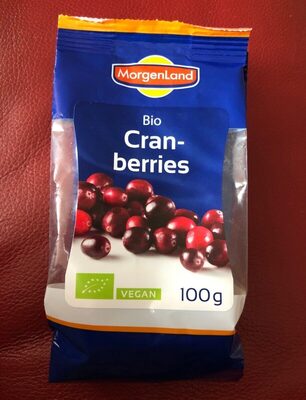 MorgenLand
Bio
Cran-
berries
VEGAN
100g